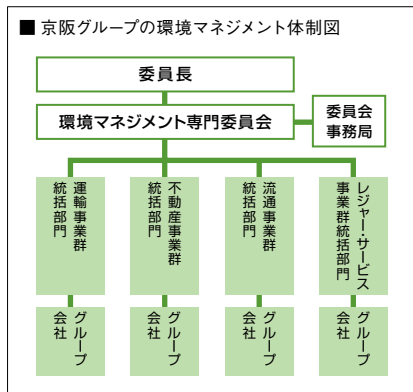 ■ 京阪グループの環境マネジメント体制図
委員長
環境マネジメント専門委員会
委員会
事務局
運輸事業群
統括部門
不動産事業群
統括部門
流通事業群
統括部門
レジャー・サービス
事業群統括部門
グループ
会社
グループ
会社
グループ
会社
グループ
会社